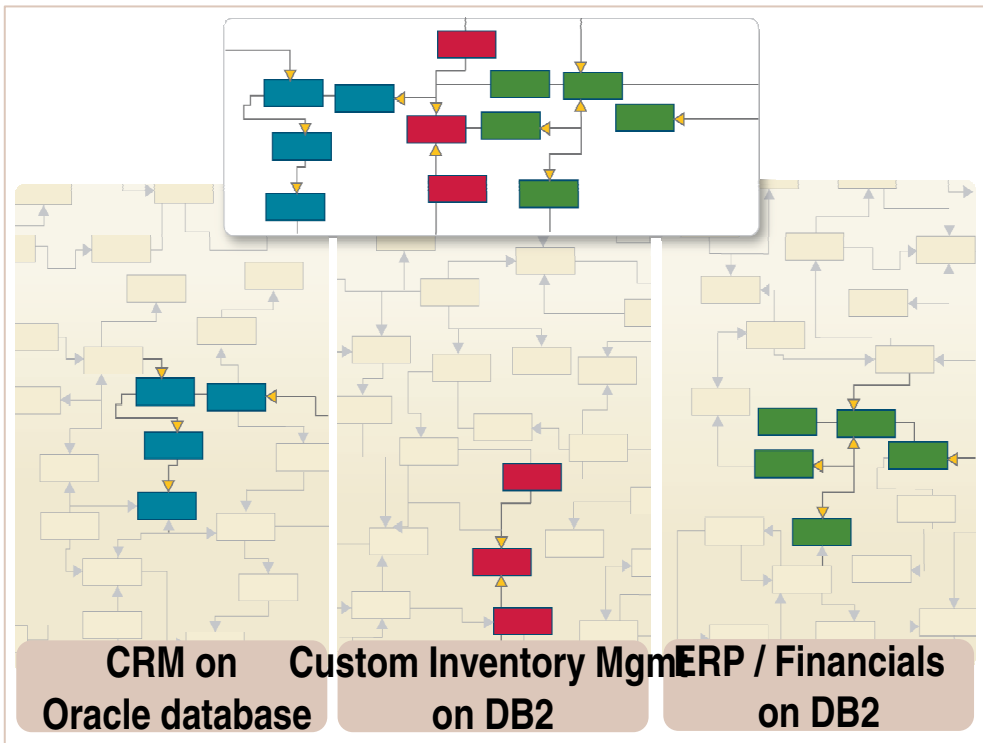 CRM on
Oracle database
Custom Inventory Mgmt
on DB2
ERP / Financials
on DB2